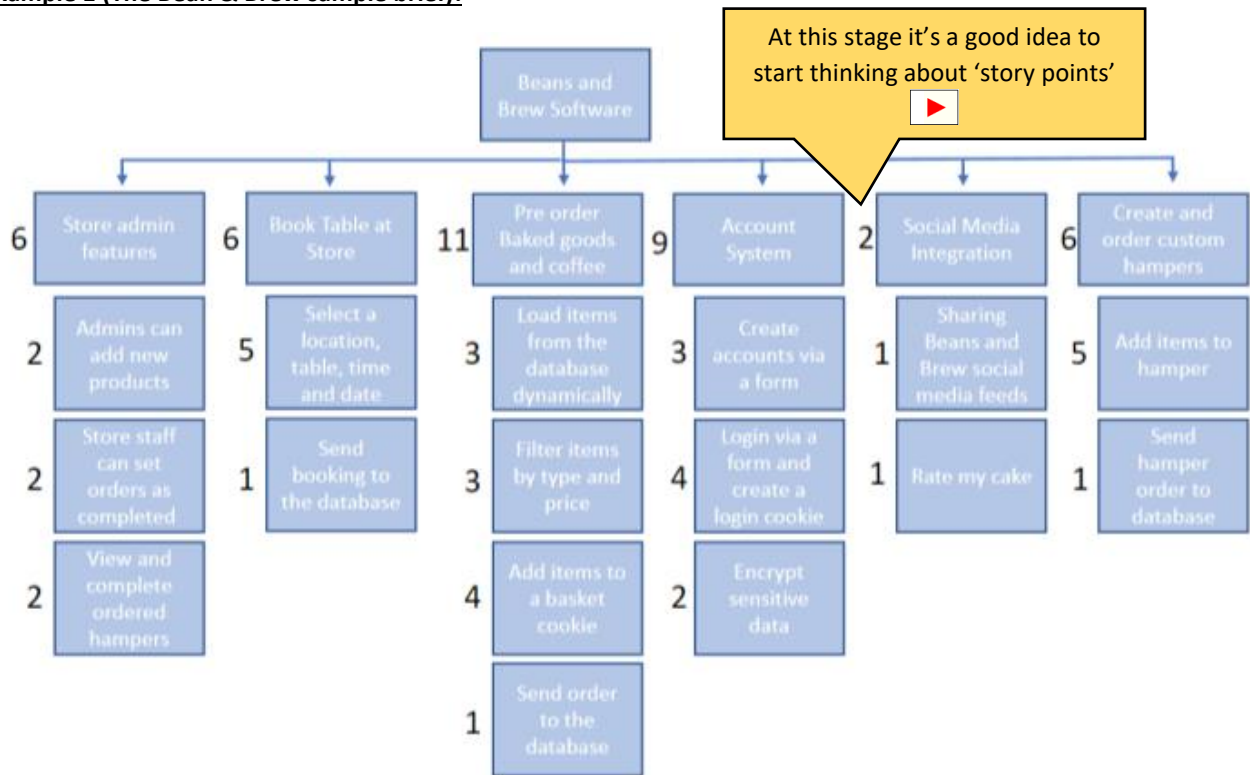 Example 2 (The Bean & Brew sample brief):
At this stage it’s a good idea to
start thinking about ‘story points’
Beans and
Brew Software
6
Store admin
features
6
Book Table at
Store
11
Pre order
Baked goods
and coffee
9
Account
System
2
Social Media
Integration
6
Create and
order custom
hampers
2
Admins can
add new
products
5
Select a
location,
table, time
and date
3
Load items
from the
database
dynamically
3
Create
accounts via
a form
1
Sharing
Beans and
Brew social
media feeds
5
Add items to
hamper
2
Store staff
can set
orders as
completed
1
Send
booking to
the database
3
Filter items
by type and
price
4
Login via a
form and
create a
login cookie
1
Rate my cake
1
Send
hamper
order to
database
2
View and
complete
ordered
hampers
4
Add items to
a basket
cookie
2
Encrypt
sensitive
data
1
Send order
to the
database